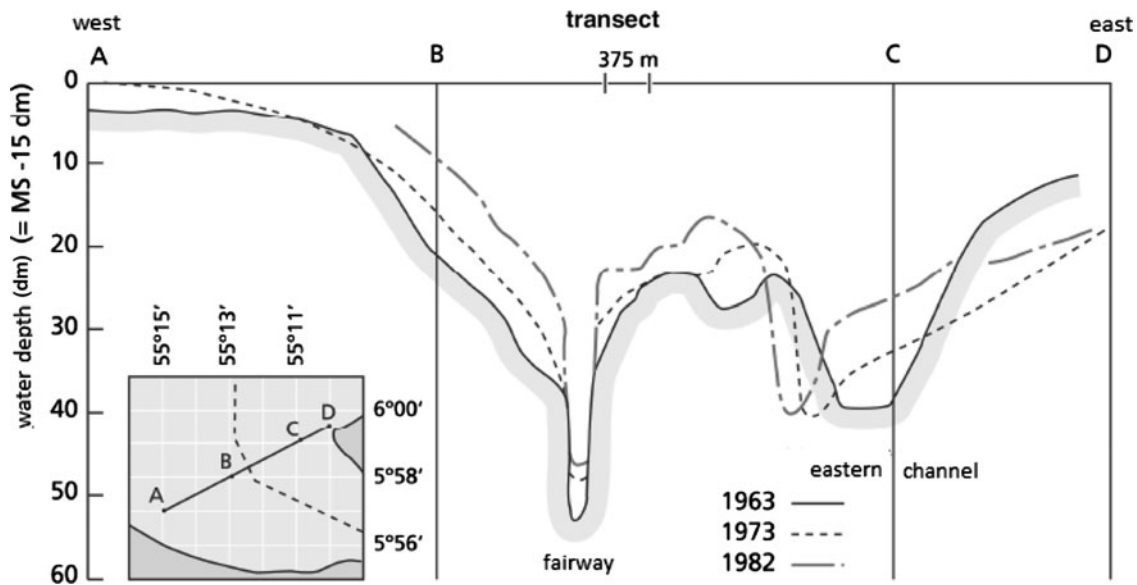 west transect east
A B 375 m C D
water depth (dm) (= MS -15 dm)
0
10
20
30
40
50
60
55°15′ 55°13′ 55°11′
6°00′
5°58′
5°56′
A B C D
eastern channel
fairway
1963
1973
1982